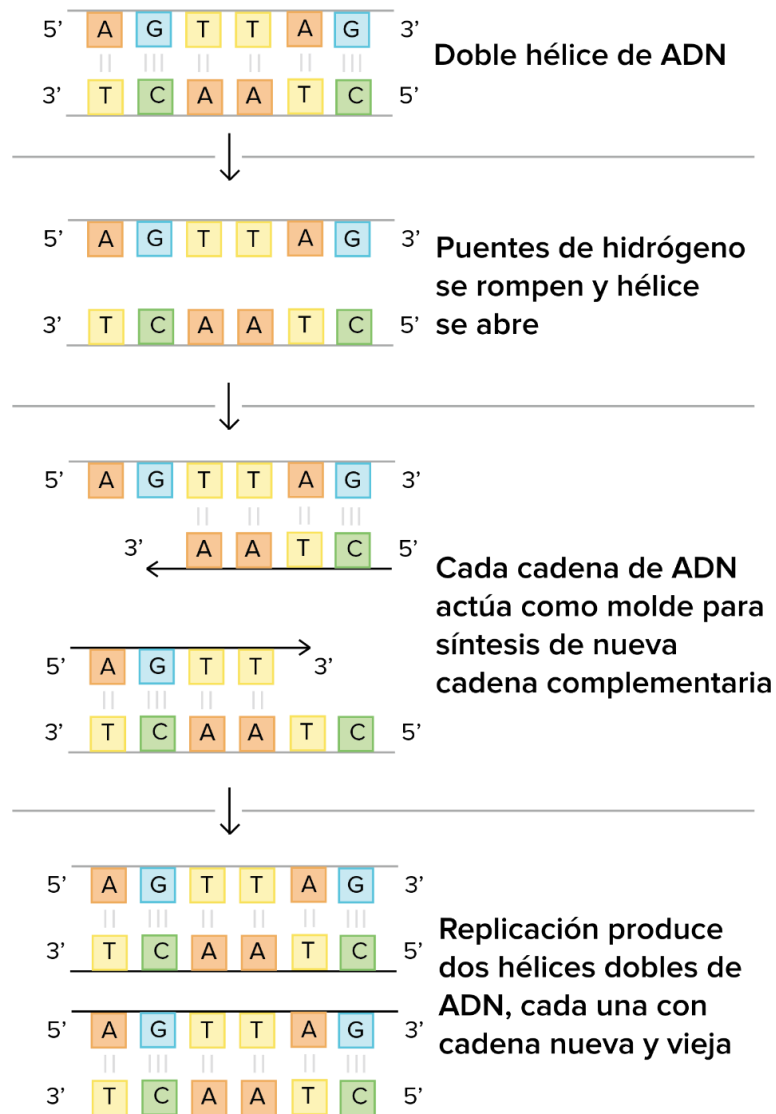 5' A G T T A G 3'
Doble hélice de ADN
3' T C A A T C 5'
5' A G T T A G 3'
Puentes de hidrógeno
se rompen y hélice
se abre
3' T C A A T C 5'
5' A G T T A G 3'
3' A A T C 5'
Cada cadena de ADN
actúa como molde para
síntesis de nueva
cadena complementaria
5' A G T T 3'
3' T C A A T C 5'
5' A G T T A G 3'
3' T C A A T C 5'
Replicación produce
dos hélices dobles de
ADN, cada una con
cadena nueva y vieja
5' A G T T A G 3'
3' T C A A T C 5'